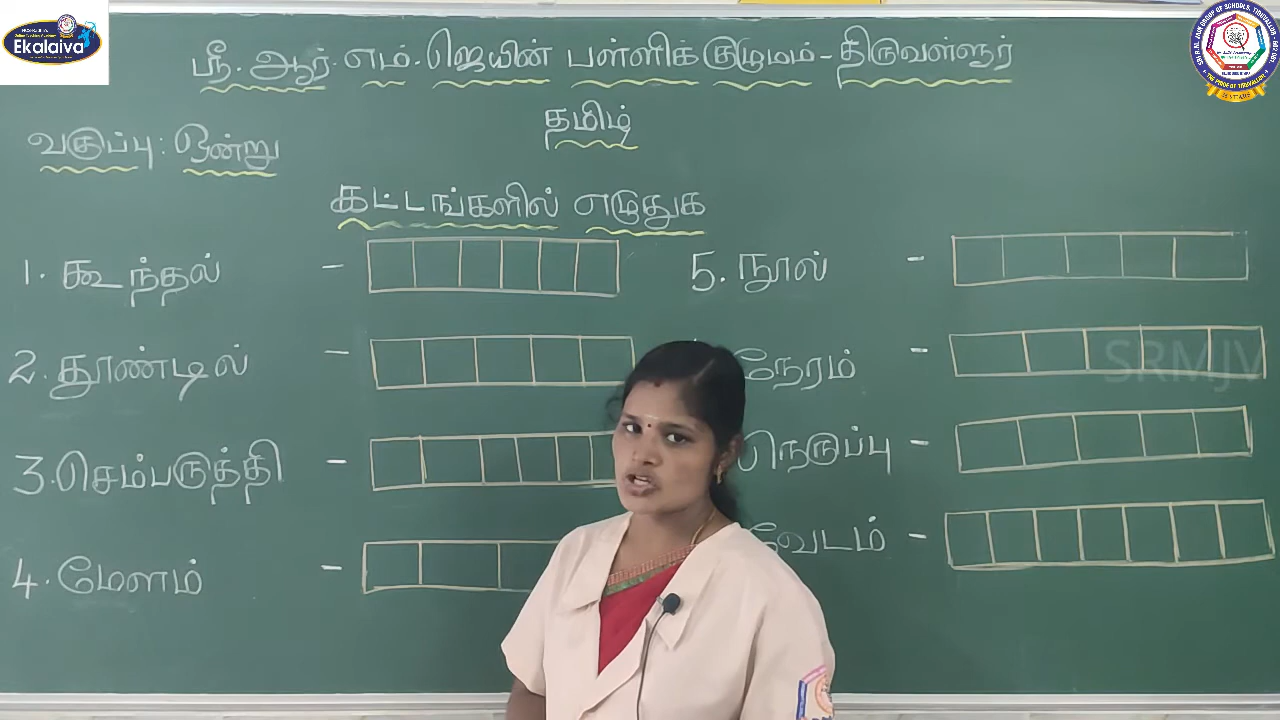 Ekalaiva
ஸ்ரீ. ஆர். எம். ஜெயின் பள்ளிக் குழுமம் - திருவள்ளூர்
தமிழ்
வகுப்பு : ஒன்று
கட்டங்களில் எழுதுக
1. கூந்தல் -
5. நூல் -
2. தூண்டில் -
நேரம் -
SRMJV
3. செம்பருத்தி -
நெருப்பு -
4. மேளம் -
வேடம் -